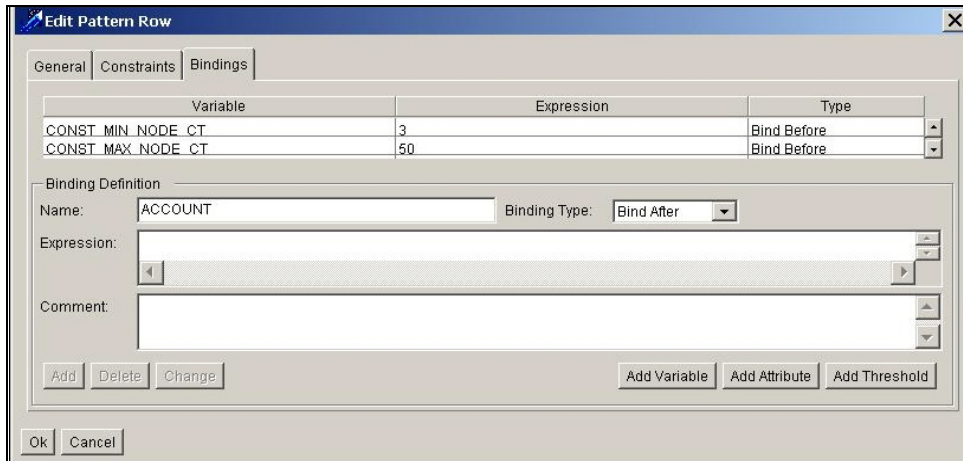 Edit Pattern Row
General Constraints Bindings
Variable Expression Type
CONST_MIN_NODE_CT 3 Bind Before
CONST_MAX_NODE_CT 50 Bind Before
Binding Definition
Name: ACCOUNT Binding Type: Bind After
Expression:
Comment:
Add Delete Change Add Variable Add Attribute Add Threshold
Ok Cancel